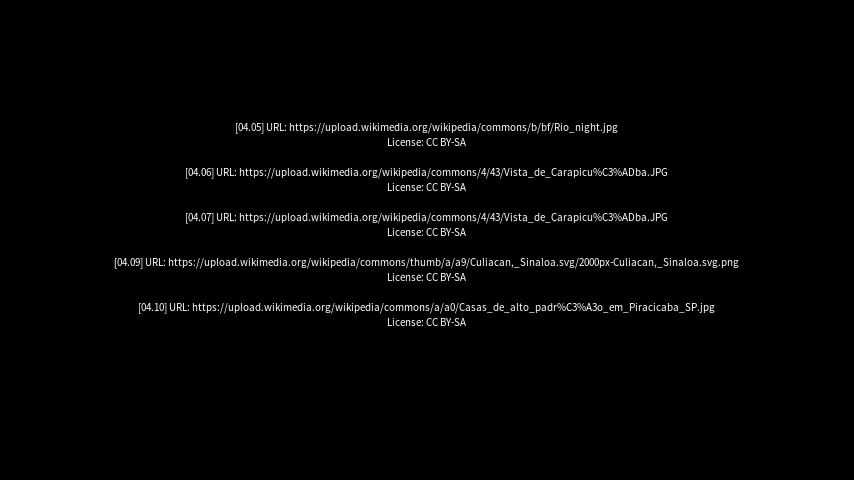 [04.05] URL: https://upload.wikimedia.org/wikipedia/commons/b/bf/Rio_night.jpg
License: CC BY-SA
[04.06] URL: https://upload.wikimedia.org/wikipedia/commons/4/43/Vista_de_Carapicu%C3%ADba.JPG
License: CC BY-SA
[04.07] URL: https://upload.wikimedia.org/wikipedia/commons/4/43/Vista_de_Carapicu%C3%ADba.JPG
License: CC BY-SA
[04.09] URL: https://upload.wikimedia.org/wikipedia/commons/thumb/a/a9/Culiacan,_Sinaloa.svg/2000px-Culiacan,_Sinaloa.svg.png
License: CC BY-SA
[04.10] URL: https://upload.wikimedia.org/wikipedia/commons/a/a0/Casas_de_alto_padr%C3%A3o_em_Piracicaba_SP.jpg
License: CC BY-SA